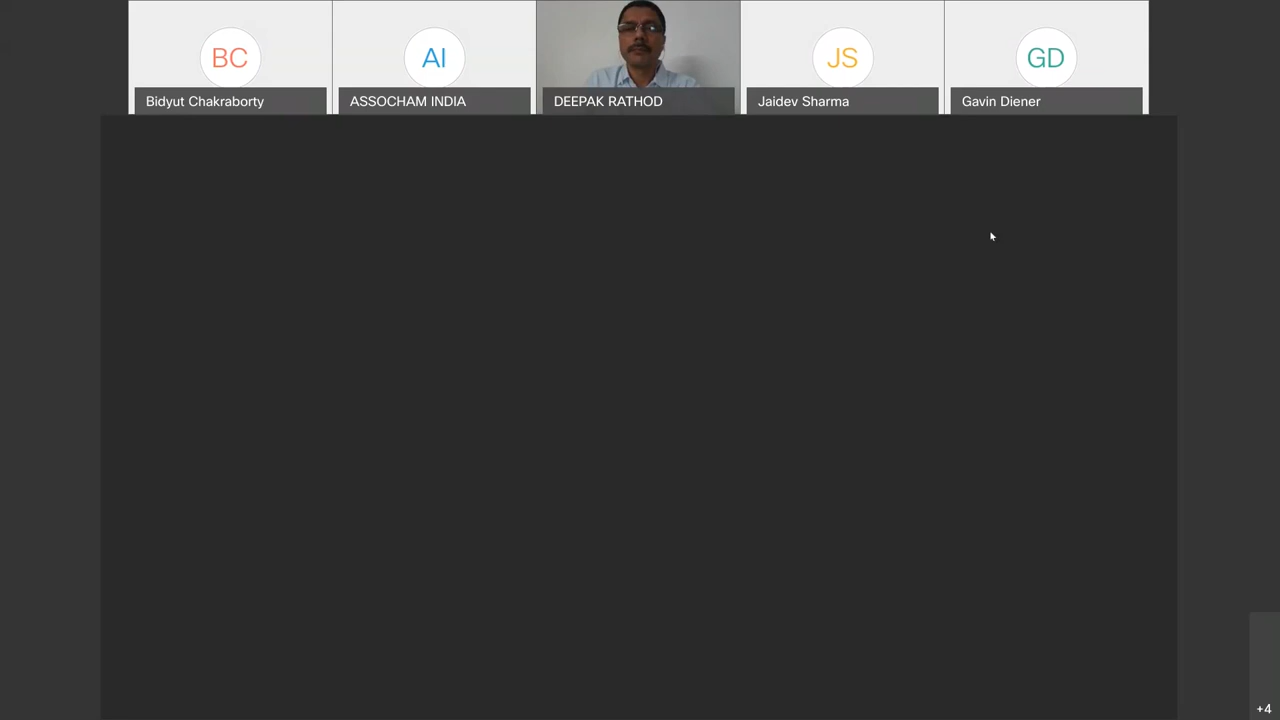 BC
AI
JS
GD
Bidyut Chakraborty
ASSOCHAM INDIA
DEEPAK RATHOD
Jaidev Sharma
Gavin Diener
+4